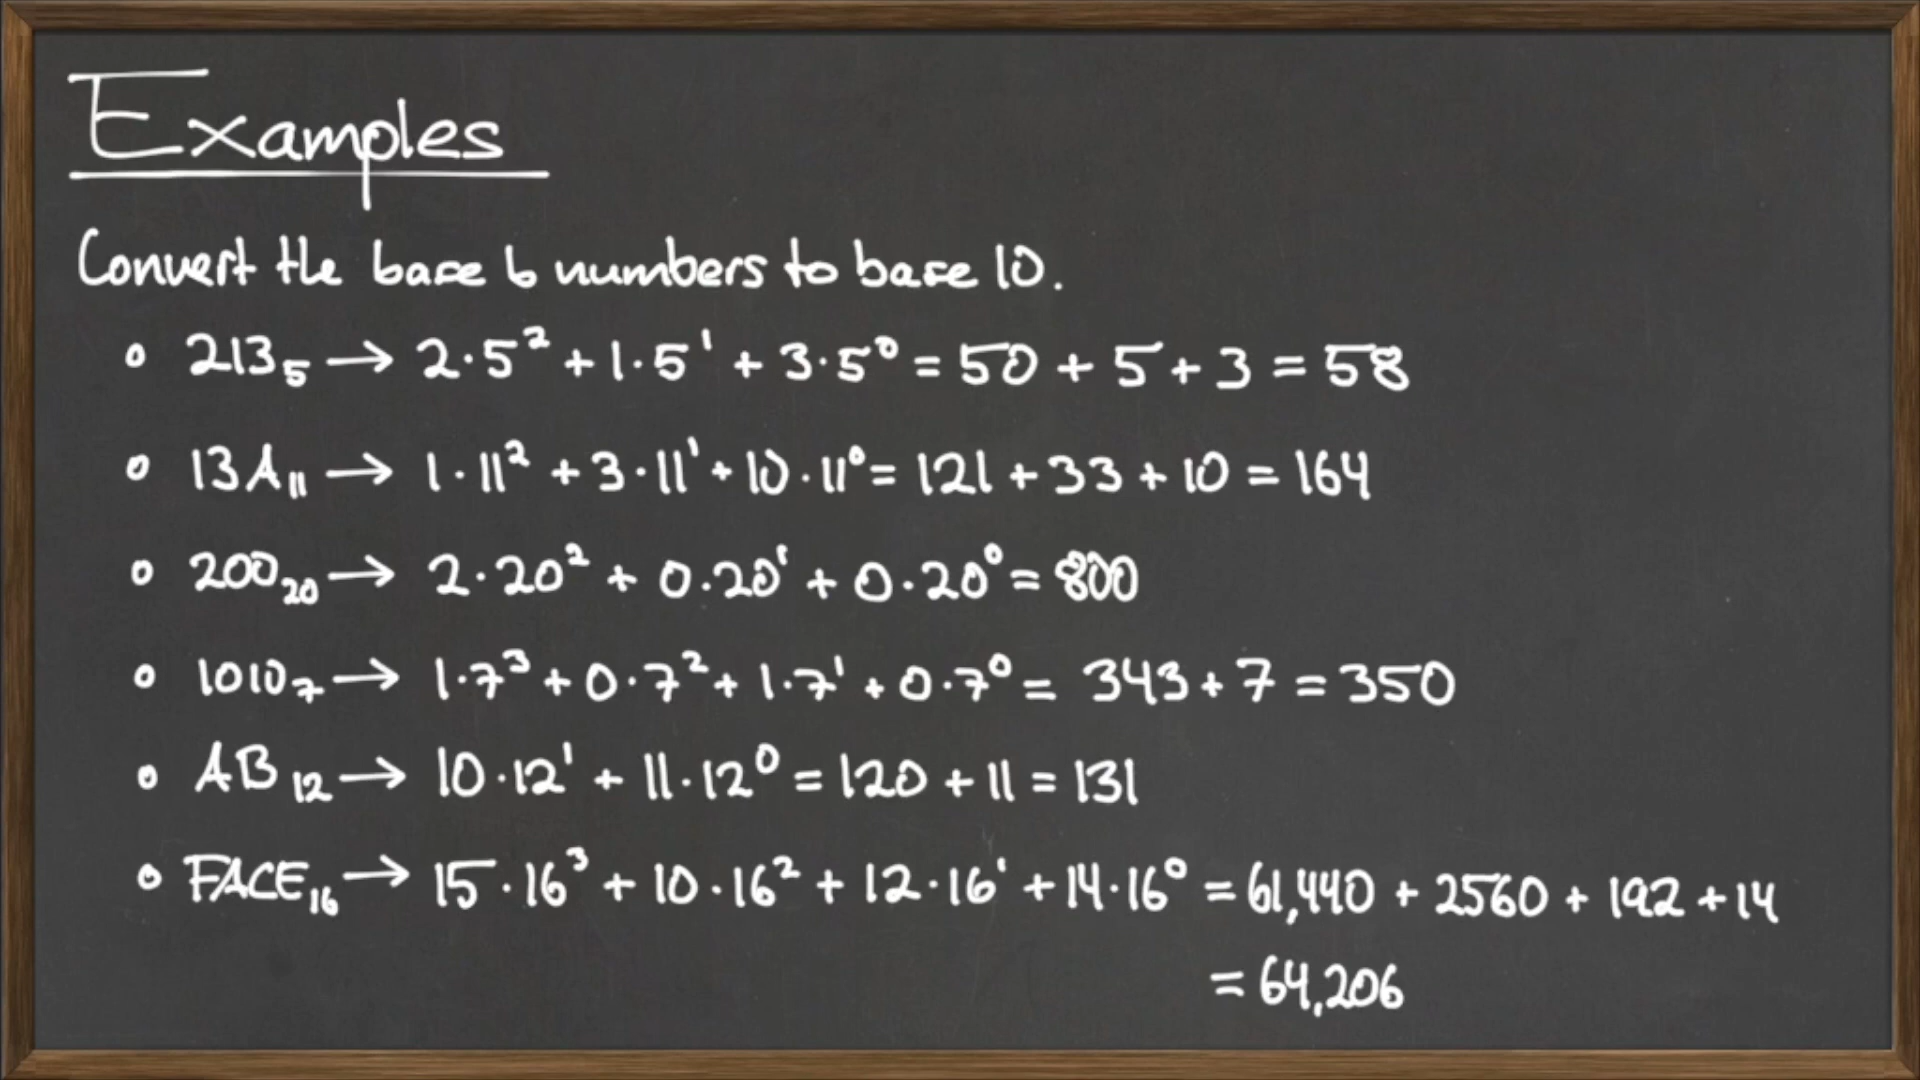 Examples
Convert the base b numbers to base 10.
∘ 213₅ → 2·5² + 1·5¹ + 3·5⁰ = 50 + 5 + 3 = 58
∘ 13A₁₁ → 1·11² + 3·11¹ + 10·11⁰ = 121 + 33 + 10 = 164
∘ 200₂₀ → 2·20² + 0·20¹ + 0·20⁰ = 800
∘ 1010₇ → 1·7³ + 0·7² + 1·7¹ + 0·7⁰ = 343 + 7 = 350
∘ AB₁₂ → 10·12¹ + 11·12⁰ = 120 + 11 = 131
∘ FACE₁₆ → 15·16³ + 10·16² + 12·16¹ + 14·16⁰ = 61,440 + 2560 + 192 + 14
= 64,206